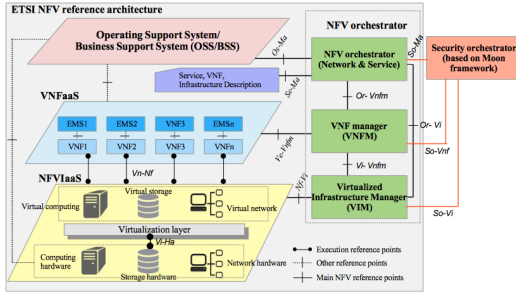 ETSI NFV reference architecture
NFV orchestrator
Operating Support System/
Business Support System (OSS/BSS)
Os-Ma
NFV orchestrator
(Network & Service)
So-Ma
Security orchestrator
(based on Moon
framework)
Service, VNF,
Infrastructure Description
Se-Ma
VNFaaS
Or- Vnfm
Or- Vi
EMS1
EMS2
VNF3
EMSn
VNF1
VNF2
VNF3
VNFn
Ve-Vnfm
VNF manager
(VNFM)
So-Vnf
Vn-Nf
Vi- Vnfm
NFVIaaS
Nf-Vi
Virtualized
Infrastructure Manager
(VIM)
So-Vi
Virtual storage
Virtual computing
Virtual network
Virtualization layer
Vi-Ha
Computing
hardware
Storage hardware
Network hardware
Execution reference points
Other reference points
Main NFV reference points